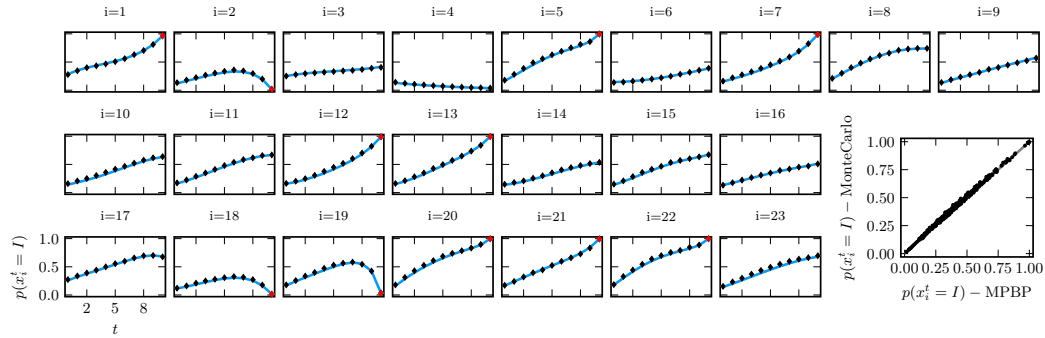 i=1 i=2 i=3 i=4 i=5 i=6 i=7 i=8 i=9
i=10 i=11 i=12 i=13 i=14 i=15 i=16
i=17 i=18 i=19 i=20 i=21 i=22 i=23
1.0
0.5
0.0
p(x_i^t = I)
2 5 8
t
p(x_i^t = I) − MonteCarlo
1.00
0.75
0.50
0.25
0.00
0.00 0.25 0.50 0.75 1.00
p(x_i^t = I) − MPBP